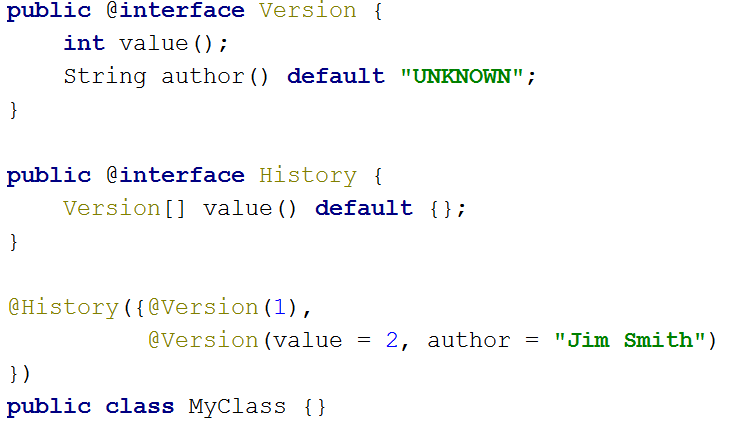 public @interface Version {
    int value();
    String author() default "UNKNOWN";
}

public @interface History {
    Version[] value() default {};
}

@History({@Version(1),
          @Version(value = 2, author = "Jim Smith")
})
public class MyClass {}